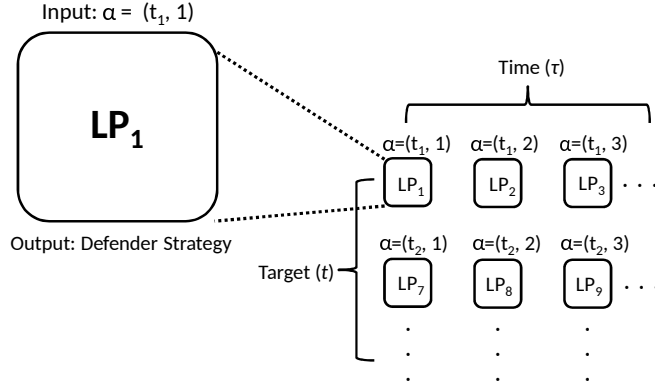 Input: α = (t₁, 1)
LP₁
Output: Defender Strategy
Time (τ)
α=(t₁, 1) α=(t₁, 2) α=(t₁, 3)
LP₁ LP₂ LP₃ . . .
Target (t)
α=(t₂, 1) α=(t₂, 2) α=(t₂, 3)
LP₇ LP₈ LP₉ . . .